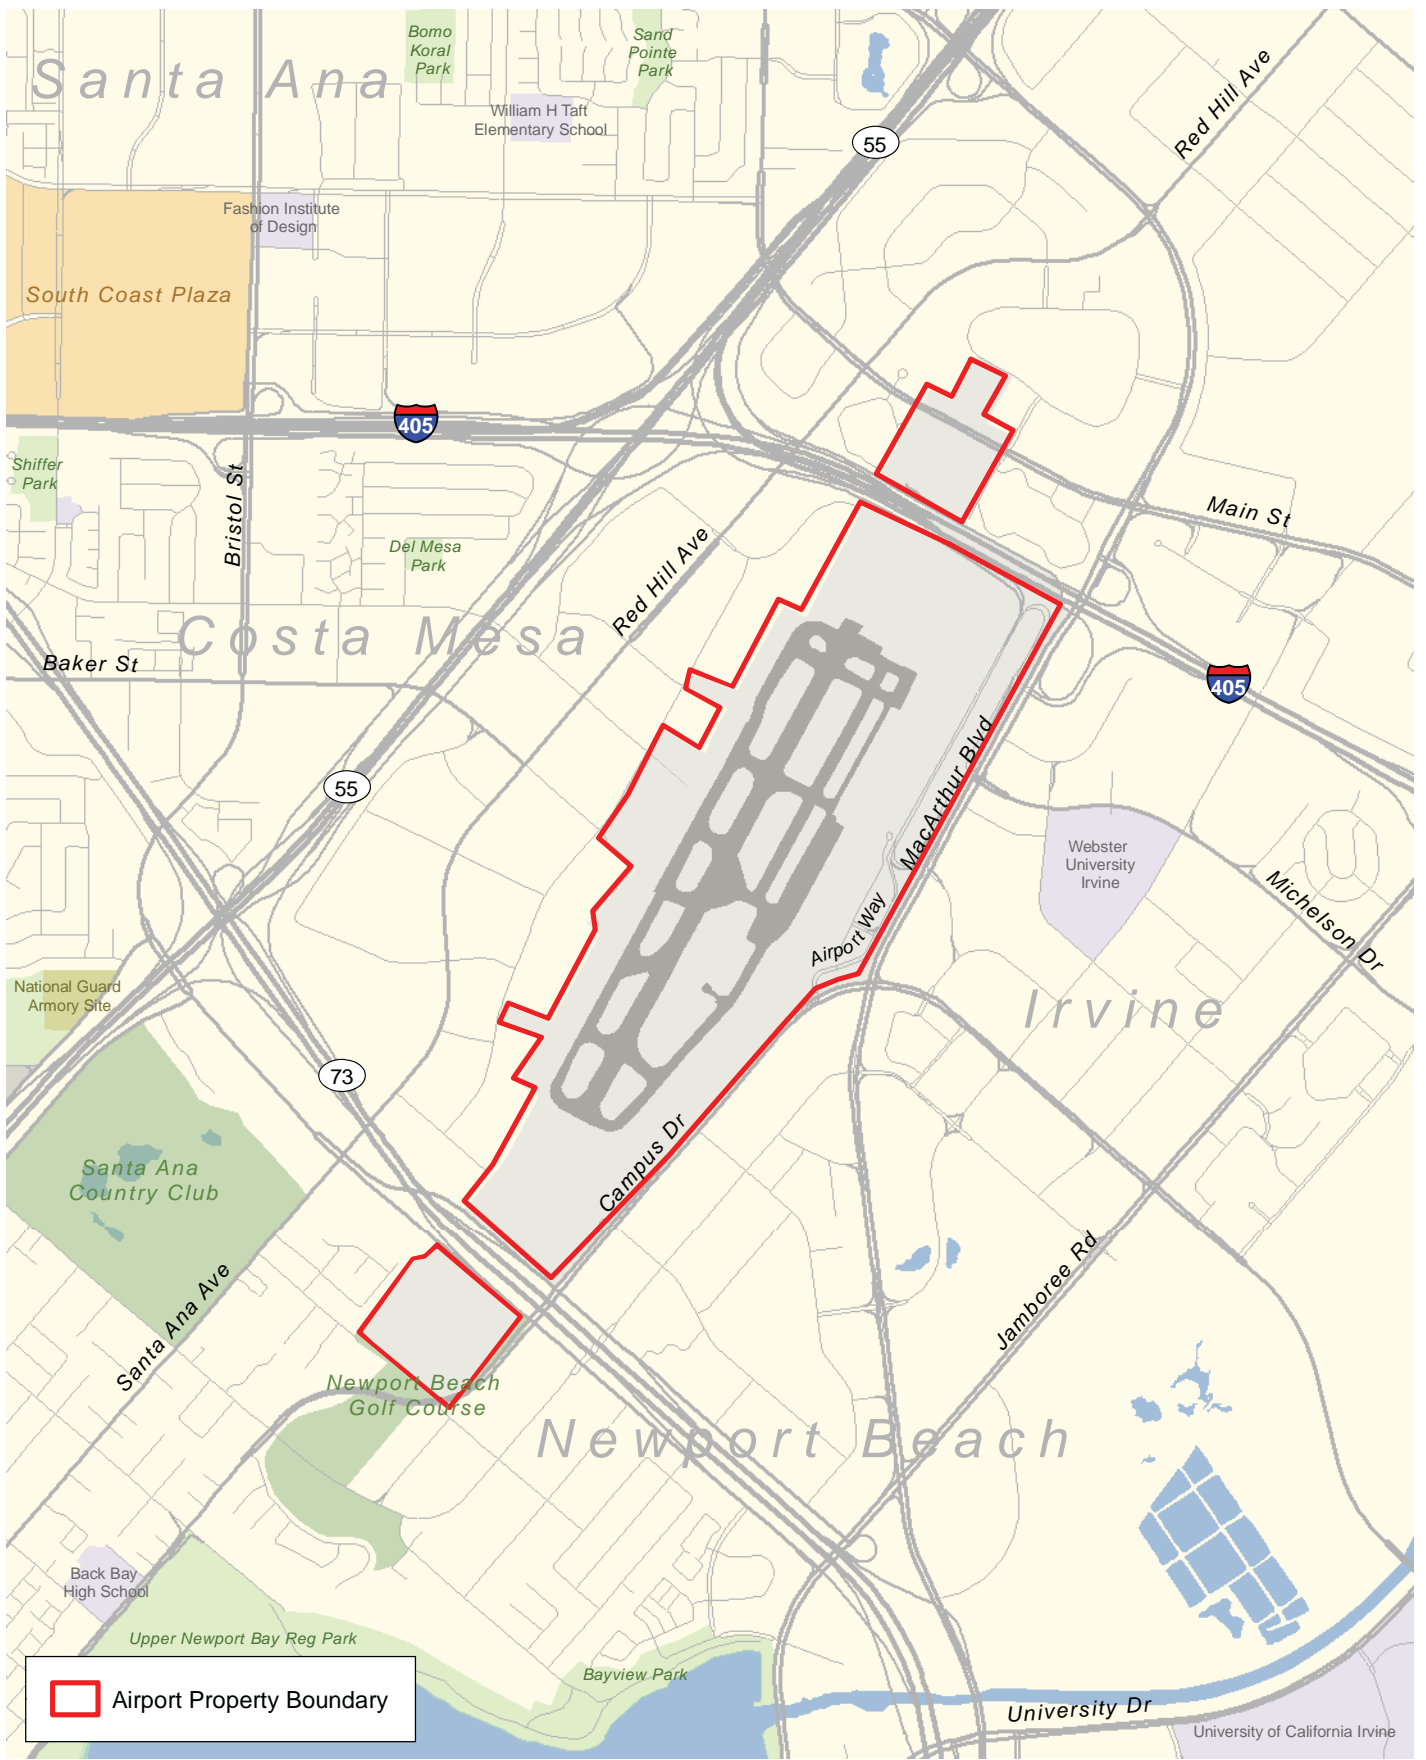 Bomo
Koral
Park
Sand
Pointe
Park
Santa Ana
William H Taft
Elementary School
Red Hill Ave
55
Fashion Institute
of Design
South Coast Plaza
405
Shiffer
Park
Bristol St
Main St
Del Mesa
Park
Red Hill Ave
Costa Mesa
Baker St
405
55
MacArthur Blvd
Webster
University
Irvine
Michelson Dr
Airport Way
National Guard
Armory Site
Irvine
73
Campus Dr
Santa Ana
Country Club
Santa Ana Ave
Jamboree Rd
Newport Beach
Golf Course
Newport Beach
Back Bay
High School
Upper Newport Bay Reg Park
Bayview Park
Airport Property Boundary
University Dr
University of California Irvine